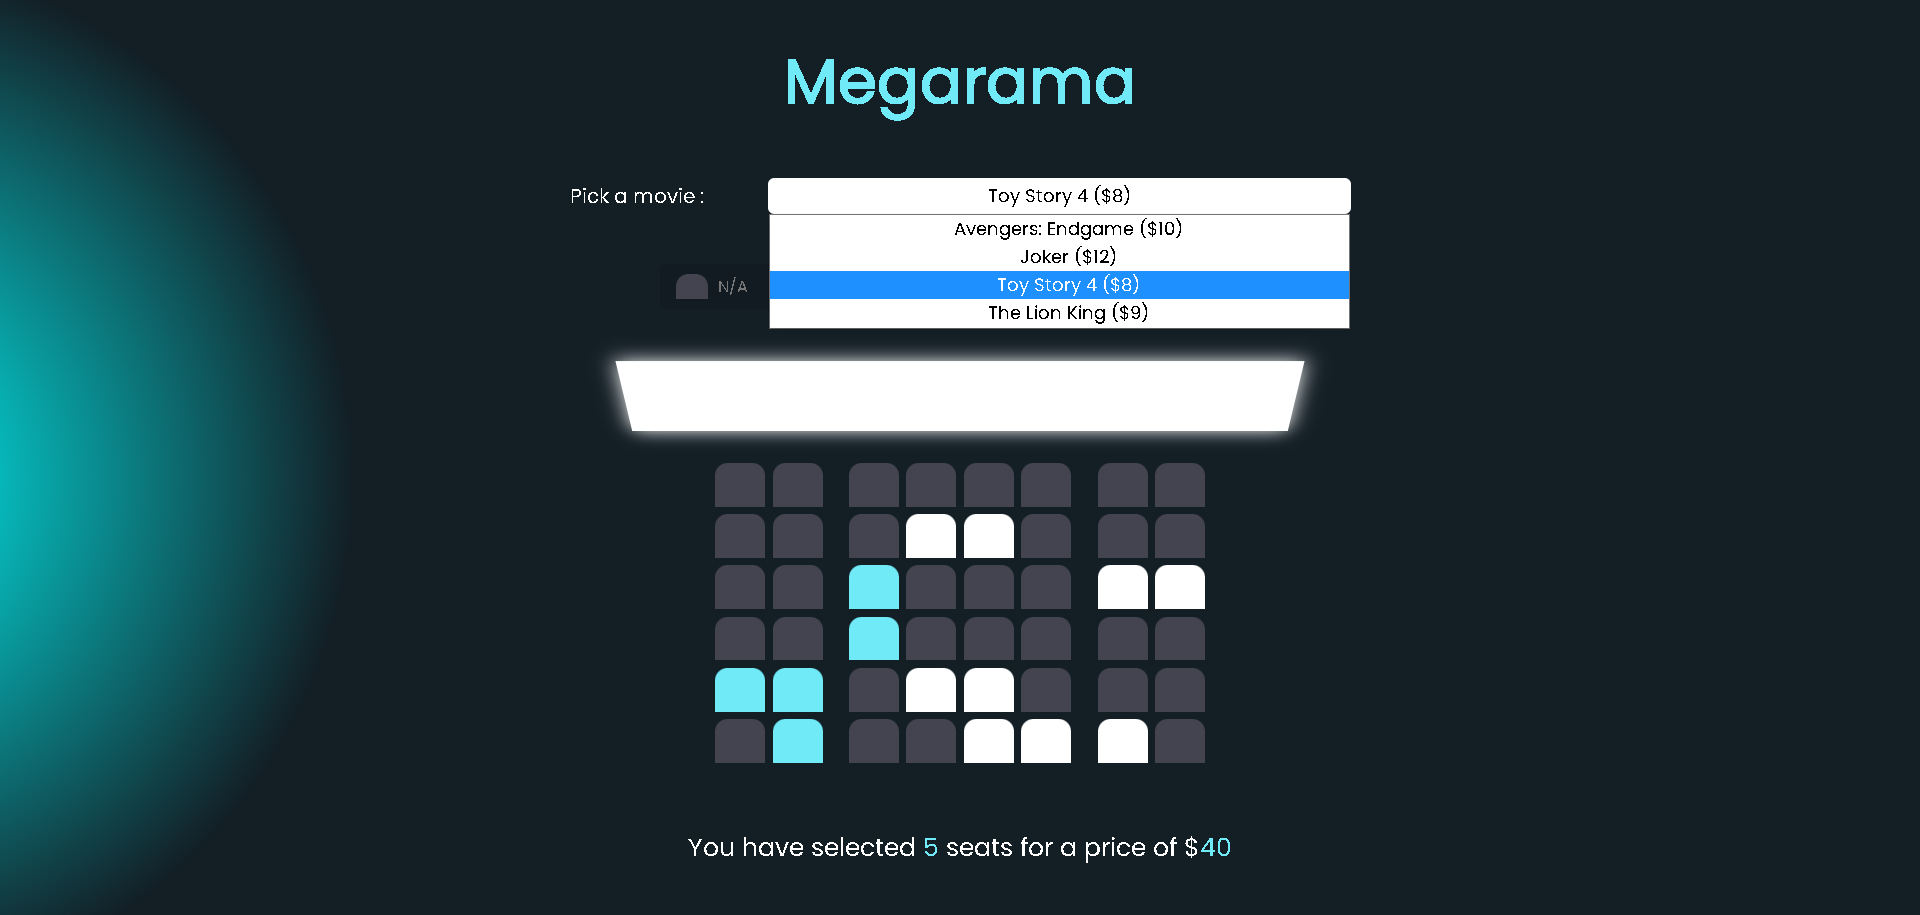 Megarama
Pick a movie :
Toy Story 4 ($8)
Avengers: Endgame ($10)
Joker ($12)
Toy Story 4 ($8)
The Lion King ($9)
N/A
You have selected 5 seats for a price of $40